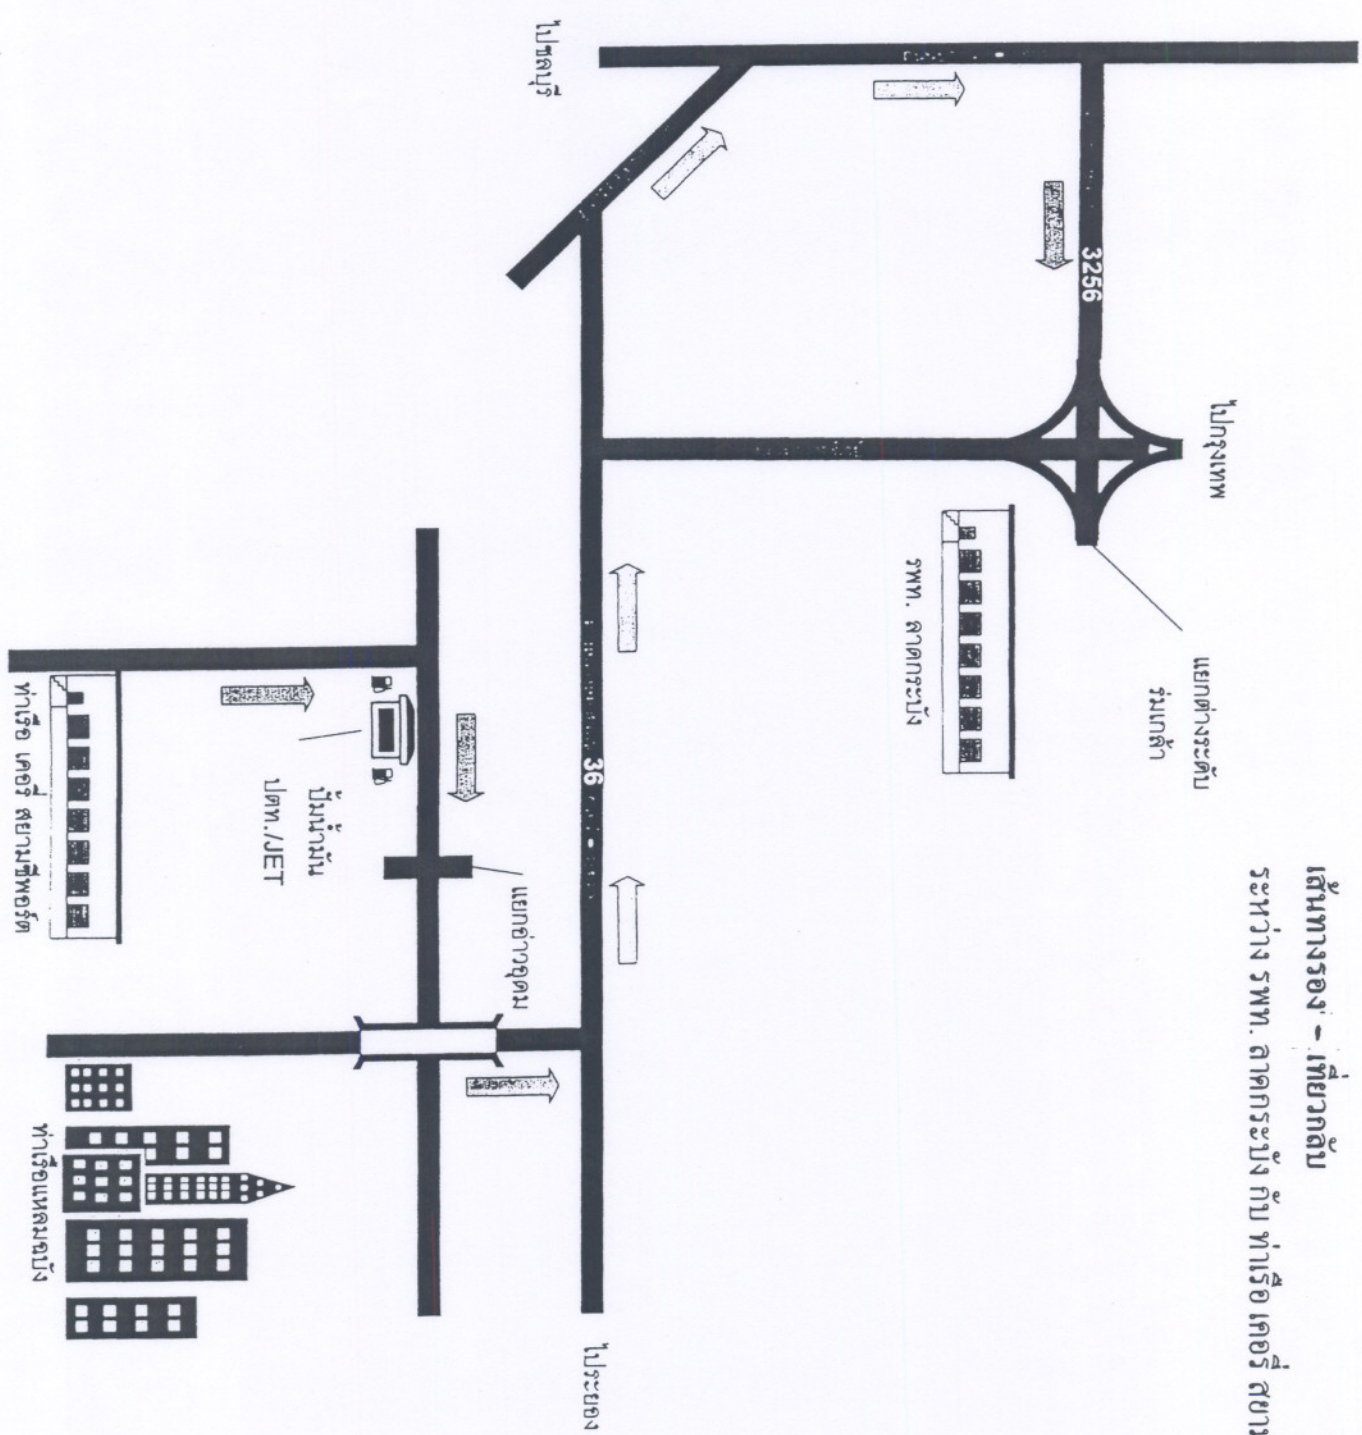 เส้นทางรอง - เที่ยวกลับ
ระหว่าง รพท. ลาดกระบัง กับ ท่าเรือ เคอรี่ สยาม
ไปกรุงเทพ
แยกต่างระดับ
ร่มเกล้า
3256
รพท. ลาดกระบัง
ไปชลบุรี
36
ไประยอง
แยกอ่าวอุดม
ปั๊มน้ำมัน
ปตท./JET
ท่าเรือ เคอรี่ สยามซีพอร์ต
ท่าเรือแหลมฉบัง